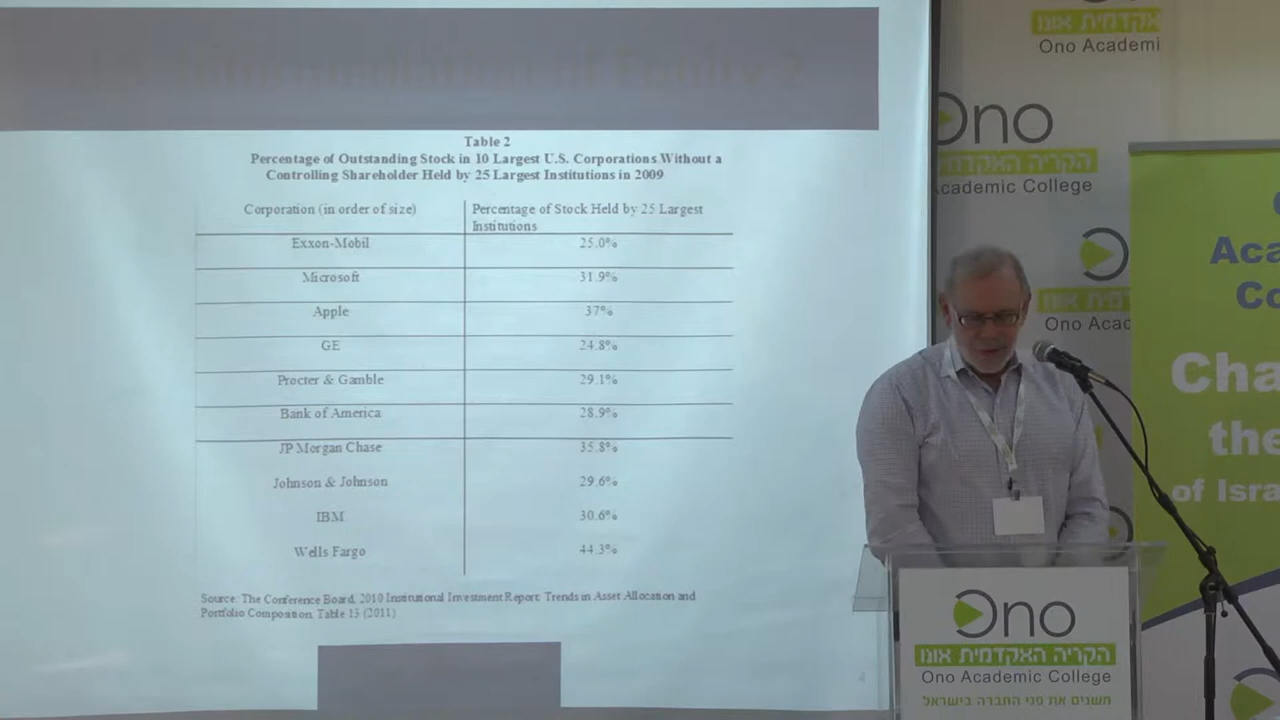 Table 2
Percentage of Outstanding Stock in 10 Largest U.S. Corporations Without a
Controlling Shareholder Held by 25 Largest Institutions in 2009
Corporation (in order of size) Percentage of Stock Held by 25 Largest
Institutions
Exxon-Mobil 25.0%
Microsoft 31.9%
Apple 37%
GE 24.8%
Procter & Gamble 29.1%
Bank of America 28.9%
JP Morgan Chase 35.8%
Johnson & Johnson 29.6%
IBM 30.6%
Wells Fargo 44.3%
Source: The Conference Board, 2010 Institutional Investment Report: Trends in Asset Allocation and
Portfolio Composition, Table 13 (2011)
4
אקדמית אונו
Ono Academi
Ono
הקריה האקדמית אונו
cademic College
Ono Acad
Aca
Co
Cha
the
of Isra
Ono
הקריה האקדמית אונו
Ono Academic College
משנים את פני החברה בישראל